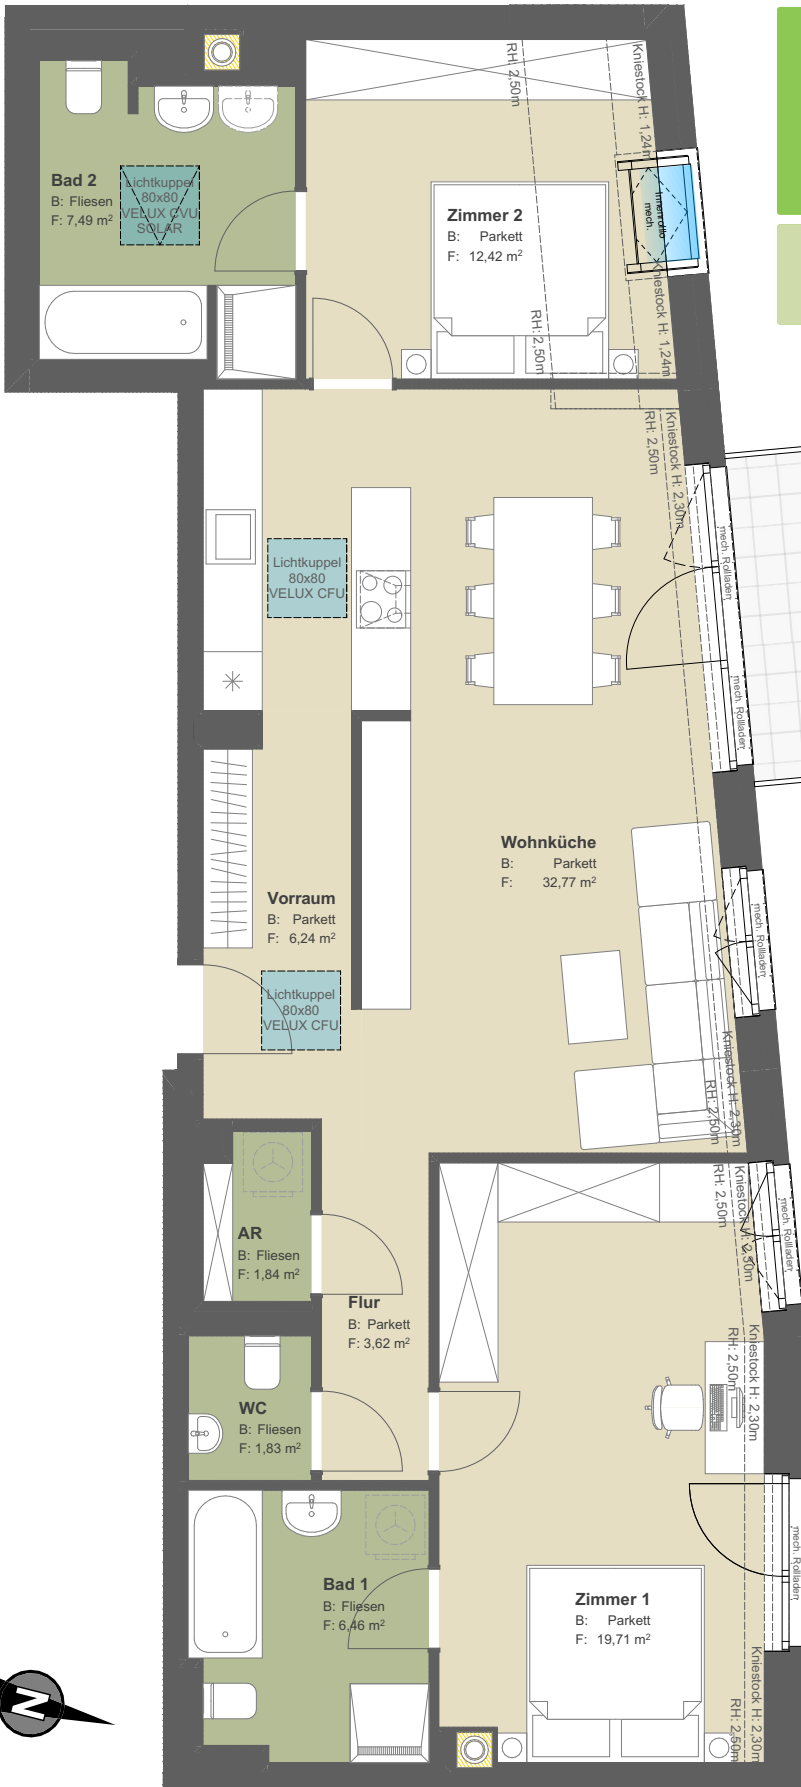 RH: 2,50m
Kniestock H: 1,24m
Bad 2
B: Fliesen
F: 7,49 m²
Lichtkuppel
80x80
VELUX CVU
SOLAR
Zimmer 2
B: Parkett
F: 12,42 m²
Innenrollo
mech.
RH: 2,50m
Kniestock H: 1,24m
RH: 2,50m
Kniestock H: 2,30m
Lichtkuppel
80x80
VELUX CFU
mech. Rollladen
mech. Rollladen
Wohnküche
B: Parkett
F: 32,77 m²
Vorraum
B: Parkett
F: 6,24 m²
mech. Rollladen
Lichtkuppel
80x80
VELUX CFU
Kniestock H: 2,30m
RH: 2,50m
AR
B: Fliesen
F: 1,84 m²
RH: 2,50m
Kniestock H: 2,30m
mech. Rollladen
Flur
B: Parkett
F: 3,62 m²
Kniestock H: 2,30m
RH: 2,50m
WC
B: Fliesen
F: 1,83 m²
mech. Rollladen
Bad 1
B: Fliesen
F: 6,46 m²
Zimmer 1
B: Parkett
F: 19,71 m²
Kniestock H: 2,30m
RH: 2,50m
N